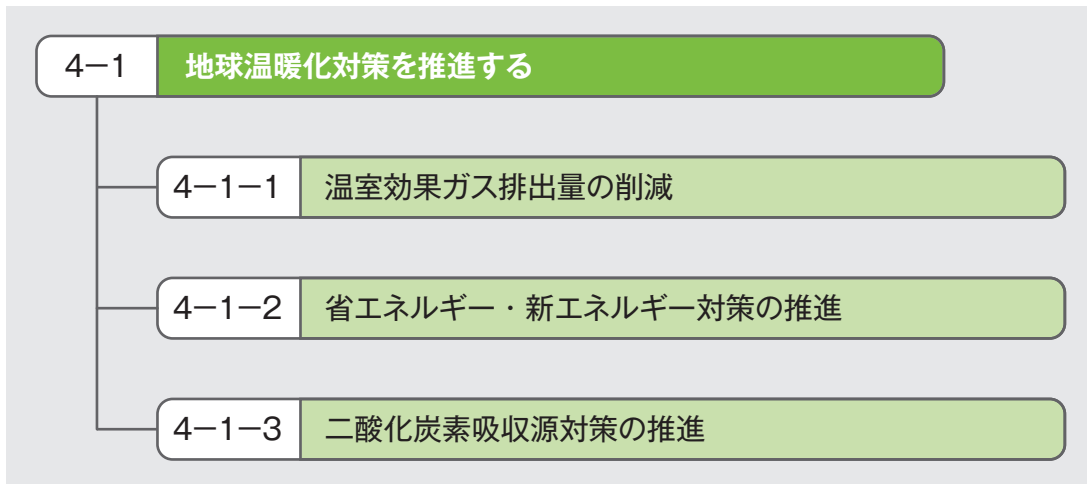 4−1 地球温暖化対策を推進する
4−1−1 温室効果ガス排出量の削減
4−1−2 省エネルギー・新エネルギー対策の推進
4−1−3 二酸化炭素吸収源対策の推進